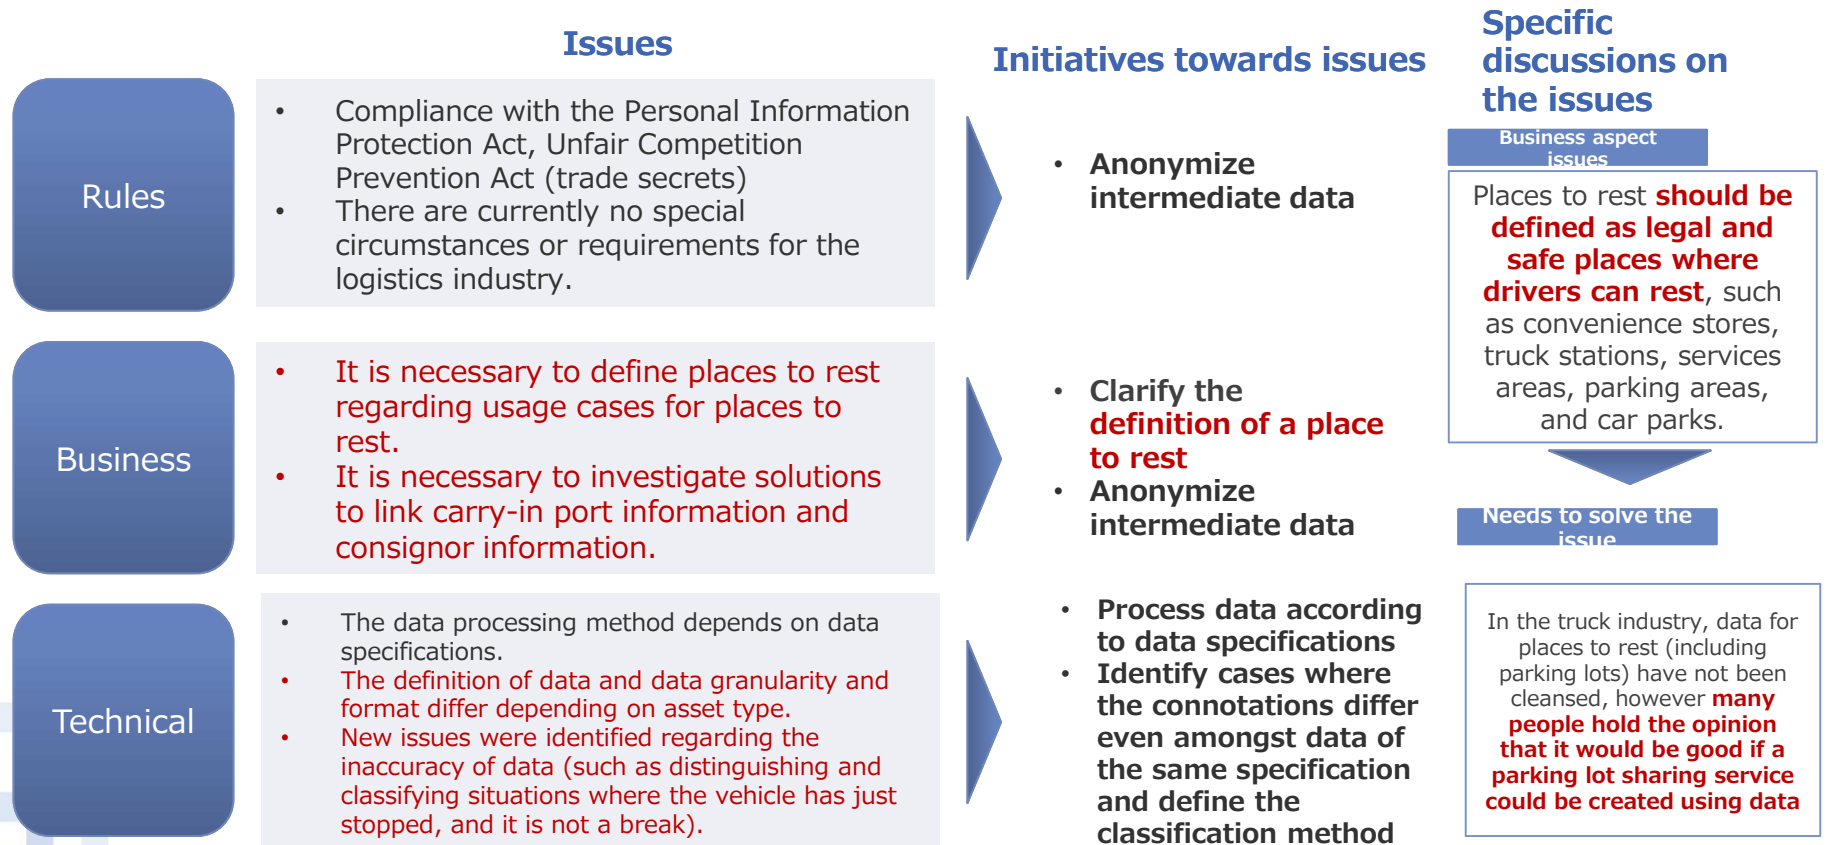 Issues
Initiatives towards issues
Specific
discussions on
the issues
Rules
• Compliance with the Personal Information
Protection Act, Unfair Competition
Prevention Act (trade secrets)
• There are currently no special
circumstances or requirements for the
logistics industry.
• Anonymize
intermediate data
Business
• It is necessary to define places to rest
regarding usage cases for places to
rest.
• It is necessary to investigate solutions
to link carry-in port information and
consignor information.
• Clarify the
definition of a place
to rest
• Anonymize
intermediate data
Technical
• The data processing method depends on data
specifications.
• The definition of data and data granularity and
format differ depending on asset type.
• New issues were identified regarding the
inaccuracy of data (such as distinguishing and
classifying situations where the vehicle has just
stopped, and it is not a break).
• Process data according
to data specifications
• Identify cases where
the connotations differ
even amongst data of
the same specification
and define the
classification method
Business aspect
issues
Places to rest should be
defined as legal and
safe places where
drivers can rest, such
as convenience stores,
truck stations, services
areas, parking areas,
and car parks.
Needs to solve the
issue
In the truck industry, data for
places to rest (including
parking lots) have not been
cleansed, however many
people hold the opinion
that it would be good if a
parking lot sharing service
could be created using data